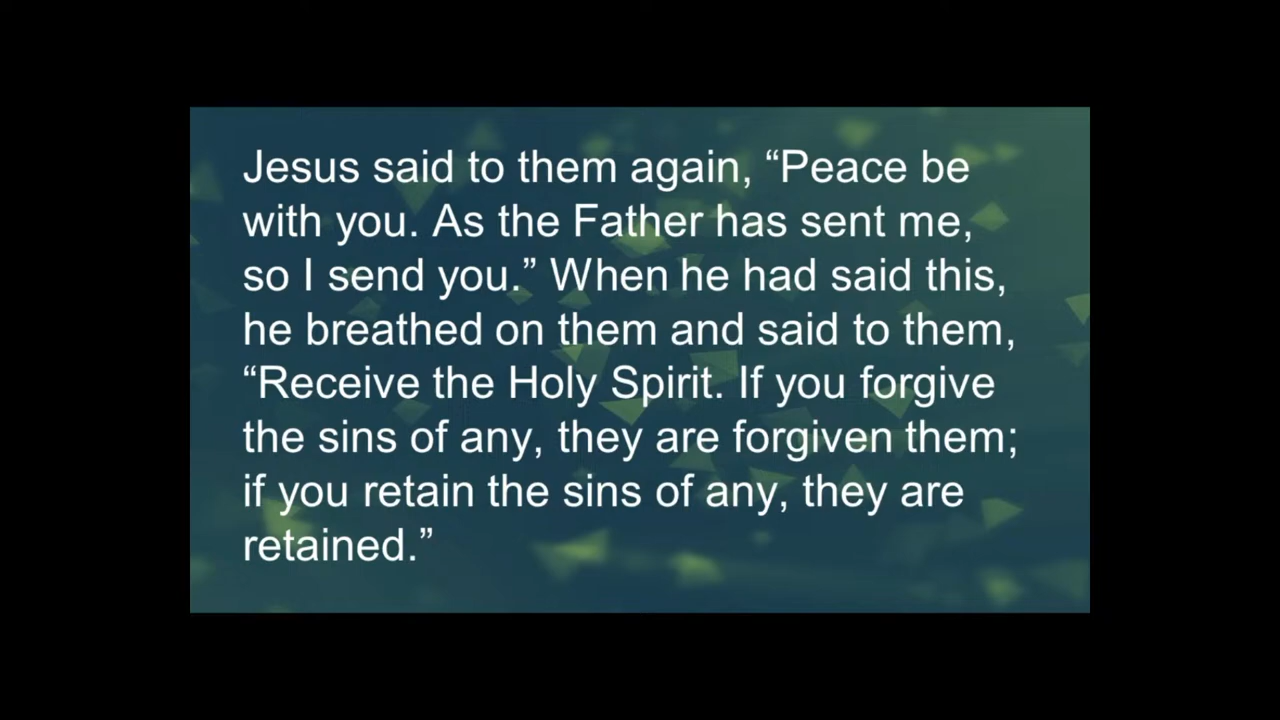 Jesus said to them again, “Peace be
with you. As the Father has sent me,
so I send you.” When he had said this,
he breathed on them and said to them,
“Receive the Holy Spirit. If you forgive
the sins of any, they are forgiven them;
if you retain the sins of any, they are
retained.”